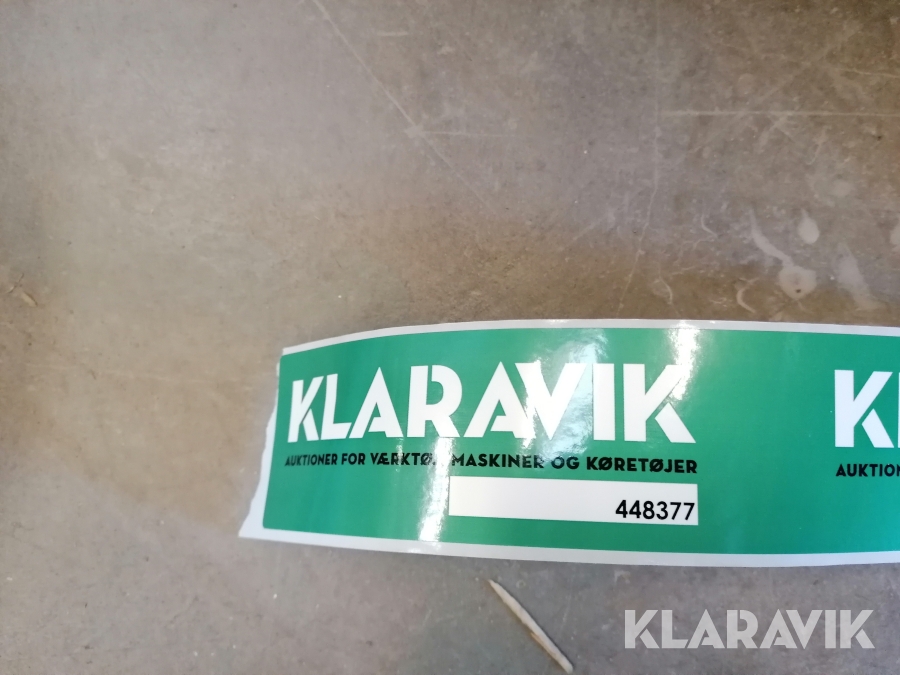 KLARAVIK
AUKTIONER FOR VÆRKTØJ, MASKINER OG KØRETØJER
448377
KL
AUKTION
KLARAVIK